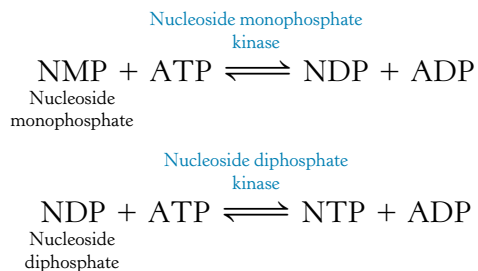 Nucleoside monophosphate
kinase
NMP + ATP ⇌ NDP + ADP
Nucleoside
monophosphate
Nucleoside diphosphate
kinase
NDP + ATP ⇌ NTP + ADP
Nucleoside
diphosphate